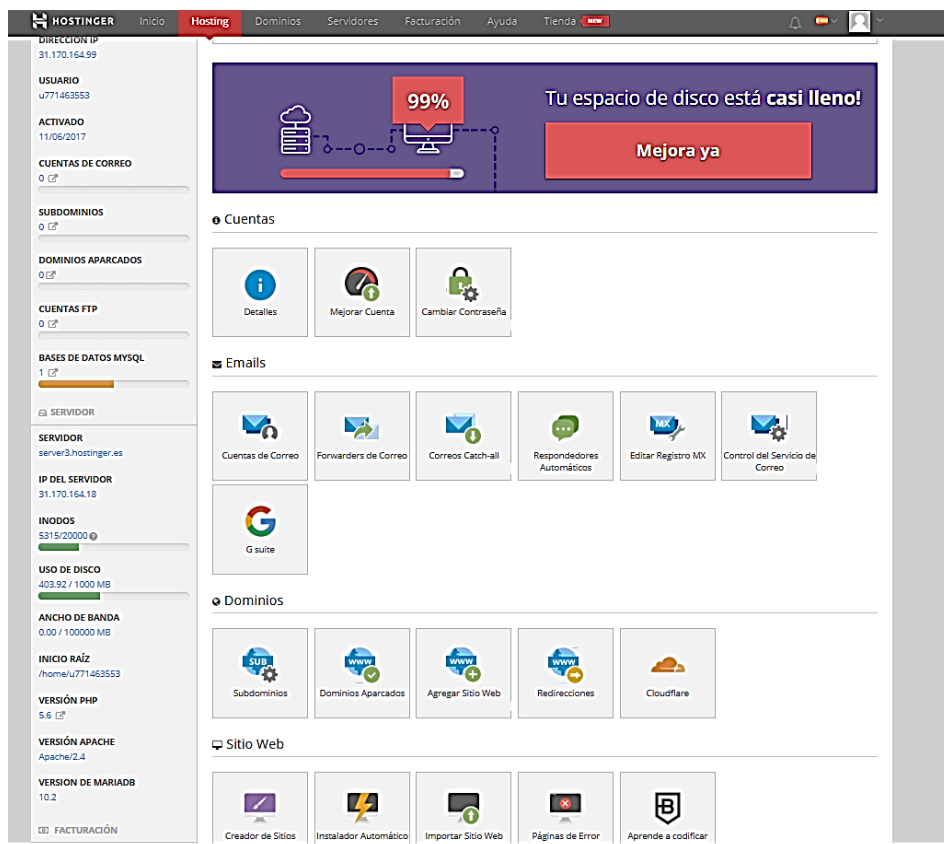 HOSTINGER Inicio Hosting Dominios Servidores Facturación Ayuda Tienda NEW
DIRECCIÓN IP
31.170.164.99
USUARIO
u771463553
ACTIVADO
11/06/2017
CUENTAS DE CORREO
0
SUBDOMINIOS
0
DOMINIOS APARCADOS
0
CUENTAS FTP
0
BASES DE DATOS MYSQL
1
SERVIDOR
SERVIDOR
server3.hostinger.es
IP DEL SERVIDOR
31.170.164.18
INODOS
5315/20000
USO DE DISCO
403.92 / 1000 MB
ANCHO DE BANDA
0.00 / 100000 MB
INICIO RAÍZ
/home/u771463553
VERSIÓN PHP
5.6
VERSIÓN APACHE
Apache/2.4
VERSION DE MARIADB
10.2
FACTURACIÓN
99%
Tu espacio de disco está casi lleno!
Mejora ya
Cuentas
Detalles
Mejorar Cuenta
Cambiar Contraseña
Emails
Cuentas de Correo
Forwarders de Correo
Correos Catch-all
Respondedores
Automáticos
MX
Editar Registro MX
Control del Servicio de
Correo
G suite
Dominios
SUB
Subdominios
WWW
Dominios Aparcados
WWW
Agregar Sitio Web
WWW
Redirecciones
Cloudflare
Sitio Web
Creador de Sitios
Instalador Automático
Importar Sitio Web
Páginas de Error
B
Aprende a codificar